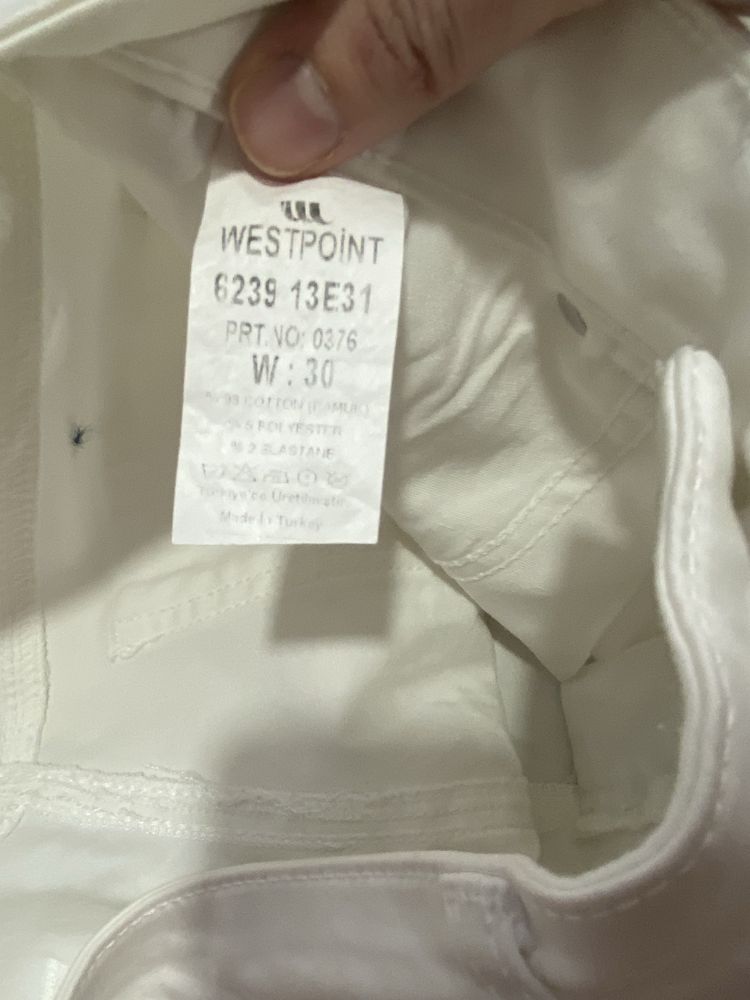 WESTPOİNT
6239 13E31
PRT.NO: 0376
W : 30
% 93 COTTON (PAMUK)
% 5 POLYESTER
% 2 ELASTANE
Türkiye'de Üretilmiştir.
Made In Turkey